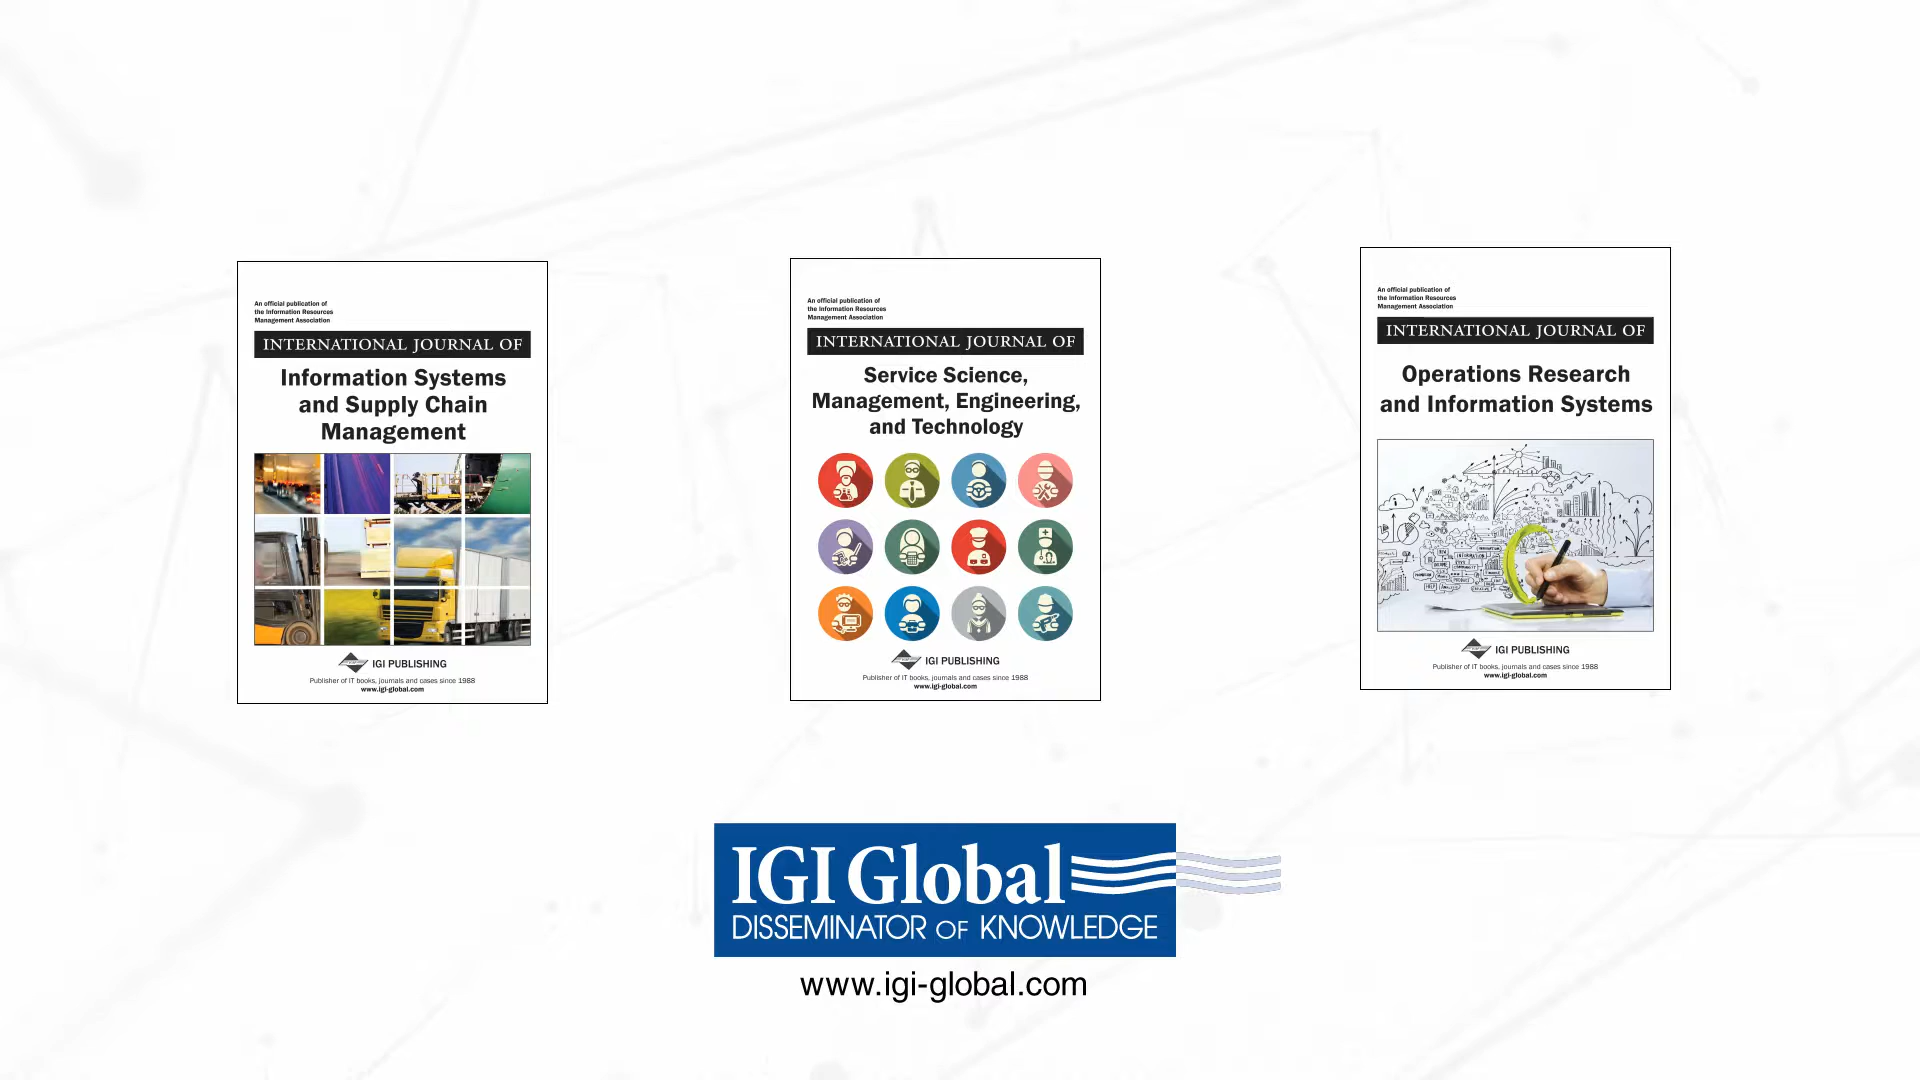 An official publication of
the Information Resources
Management Association
INTERNATIONAL JOURNAL OF
Information Systems
and Supply Chain
Management
IGI PUBLISHING
Publisher of IT books, journals and cases since 1988
www.igi-global.com
An official publication of
the Information Resources
Management Association
INTERNATIONAL JOURNAL OF
Service Science,
Management, Engineering,
and Technology
IGI PUBLISHING
Publisher of IT books, journals and cases since 1988
www.igi-global.com
An official publication of
the Information Resources
Management Association
INTERNATIONAL JOURNAL OF
Operations Research
and Information Systems
IGI PUBLISHING
Publisher of IT books, journals and cases since 1988
www.igi-global.com
IGI Global
DISSEMINATOR OF KNOWLEDGE
www.igi-global.com